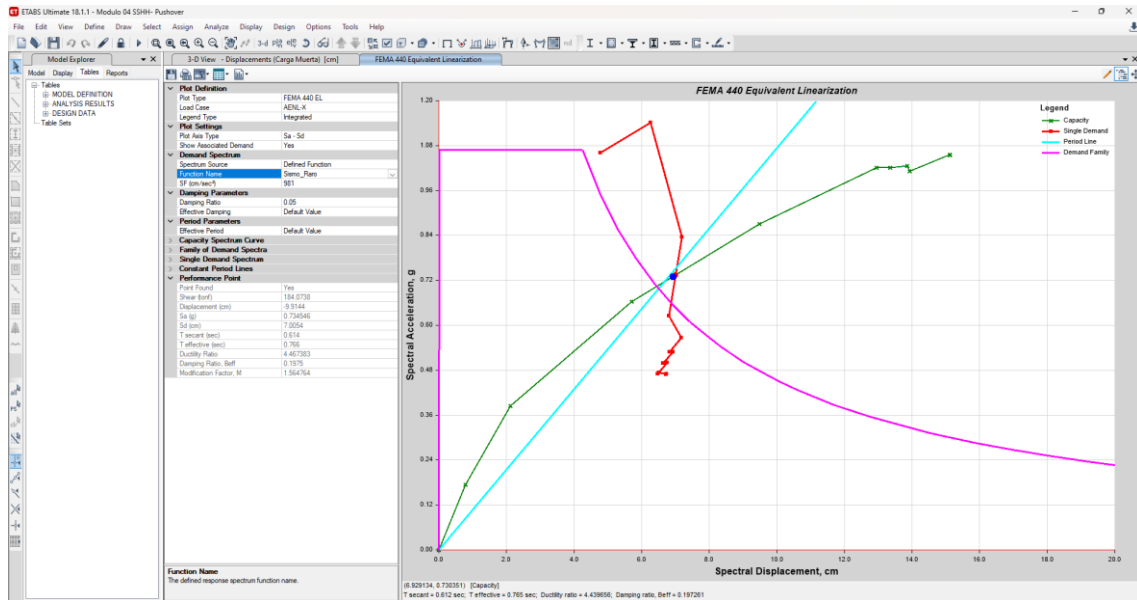 ETABS Ultimate 18.1.1 - Modulo 04 SSHH- Pushover
File Edit View Define Draw Select Assign Analyze Display Design Options Tools Help
Model Explorer
3-D View - Displacements (Carga Muerta) [cm]
FEMA 440 Equivalent Linearization
Model Display Tables Reports
Tables
MODEL DEFINITION
ANALYSIS RESULTS
DESIGN DATA
Table Sets
Plot Definition
Plot Type FEMA 440 EL
Load Case AENL-X
Legend Type Integrated
Plot Settings
Plot Axis Type Sa - Sd
Show Associated Demand Yes
Demand Spectrum
Spectrum Source Defined Function
Function Name Sismo_Raro
SF (cm/sec²) 981
Damping Parameters
Damping Ratio 0.05
Effective Damping Default Value
Period Parameters
Effective Period Default Value
Capacity Spectrum Curve
Family of Demand Spectra
Single Demand Spectrum
Constant Period Lines
Performance Point
Point Found Yes
Shear (tonf) 184.0738
Displacement (cm) -9.9144
Sa (g) 0.734546
Sd (cm) 7.0054
T secant (sec) 0.614
T effective (sec) 0.766
Ductility Ratio 4.467383
Damping Ratio, Beff 0.1975
Modification Factor, M 1.564764
Function Name
The defined response spectrum function name.
FEMA 440 Equivalent Linearization
Legend
Capacity
Single Demand
Period Line
Demand Family
Spectral Acceleration, g
1.20
1.08
0.96
0.84
0.72
0.60
0.48
0.36
0.24
0.12
0.00
0.0 2.0 4.0 6.0 8.0 10.0 12.0 14.0 16.0 18.0 20.0
Spectral Displacement, cm
(6.929134, 0.730351) [Capacity]
T secant = 0.612 sec; T effective = 0.765 sec; Ductility ratio = 4.439656; Damping ratio, Beff = 0.197281